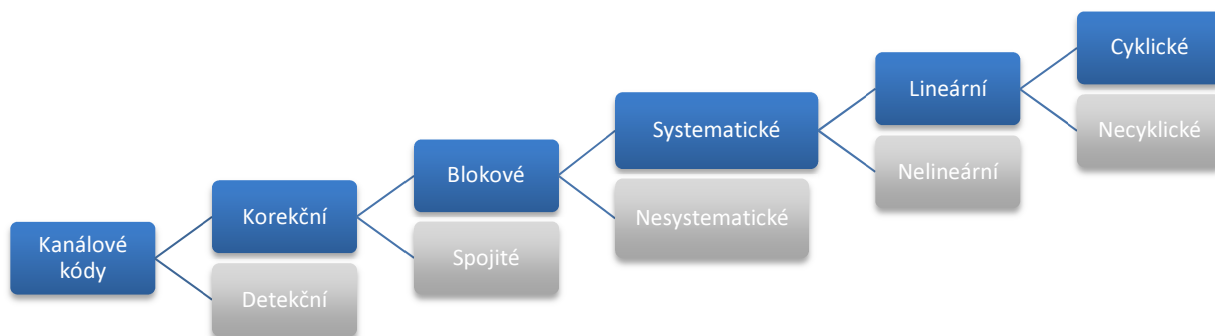 Kanálové
kódy
Korekční
Detekční
Blokové
Spojité
Systematické
Nesystematické
Lineární
Nelineární
Cyklické
Necyklické